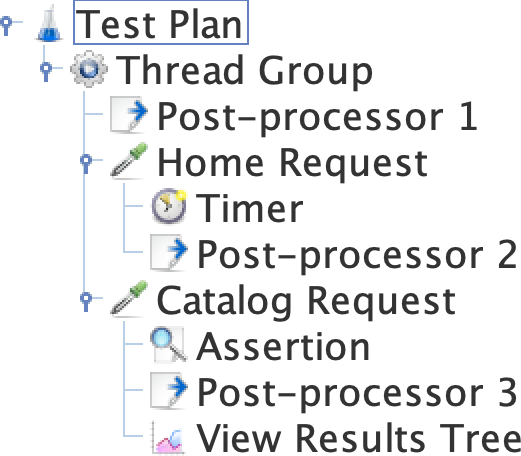 Test Plan
Thread Group
Post-processor 1
Home Request
Timer
Post-processor 2
Catalog Request
Assertion
Post-processor 3
View Results Tree